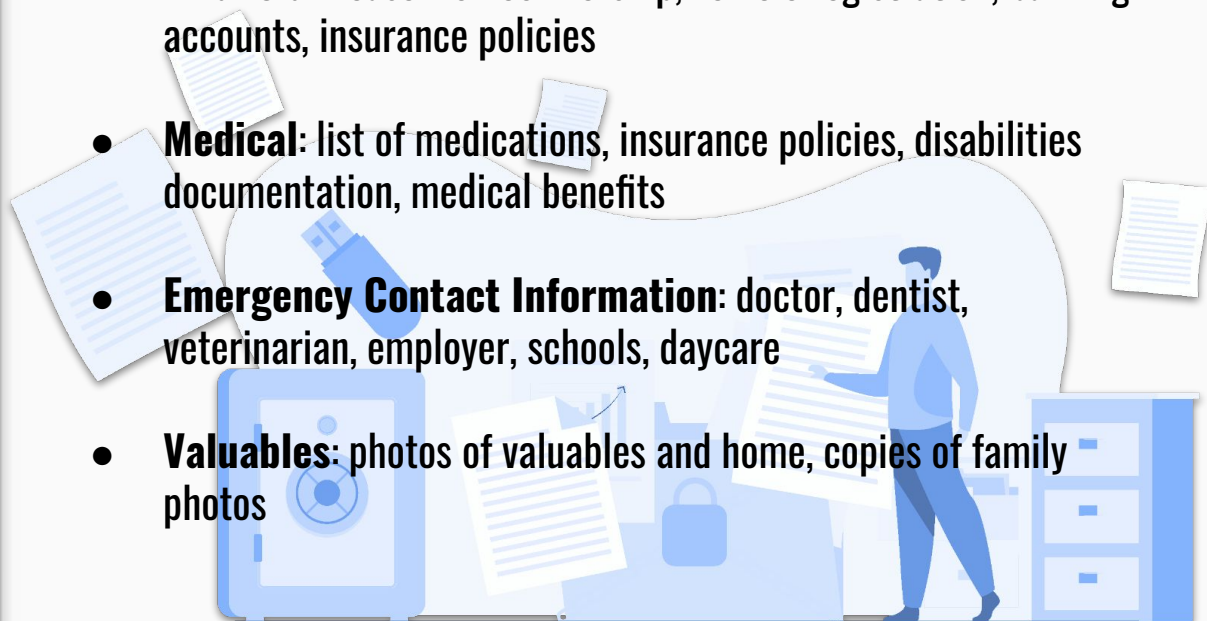 accounts, insurance policies
● Medical: list of medications, insurance policies, disabilities
documentation, medical benefits
● Emergency Contact Information: doctor, dentist,
veterinarian, employer, schools, daycare
● Valuables: photos of valuables and home, copies of family
photos